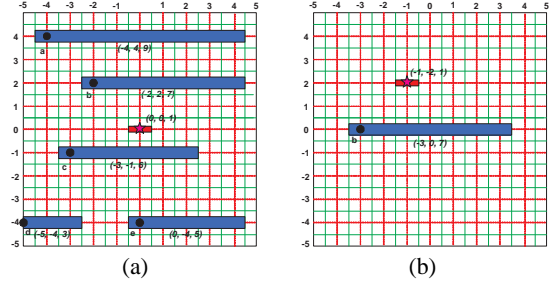 -5 -4 -3 -2 -1 0 1 2 3 4 5
4
3
2
1
0
-1
-2
-3
-4
5
a
(-4, 4, 9)
b
(-2, 2, 7)
(0, 0, 1)
c
(-3, -1, 6)
d
(-5, -4, 3)
e
(0, -4, 5)
(a)
-5 -4 -3 -2 -1 0 1 2 3 4 5
4
3
2
1
0
-1
-2
-3
-4
5
(-1, -2, 1)
b
(-3, 0, 7)
(b)